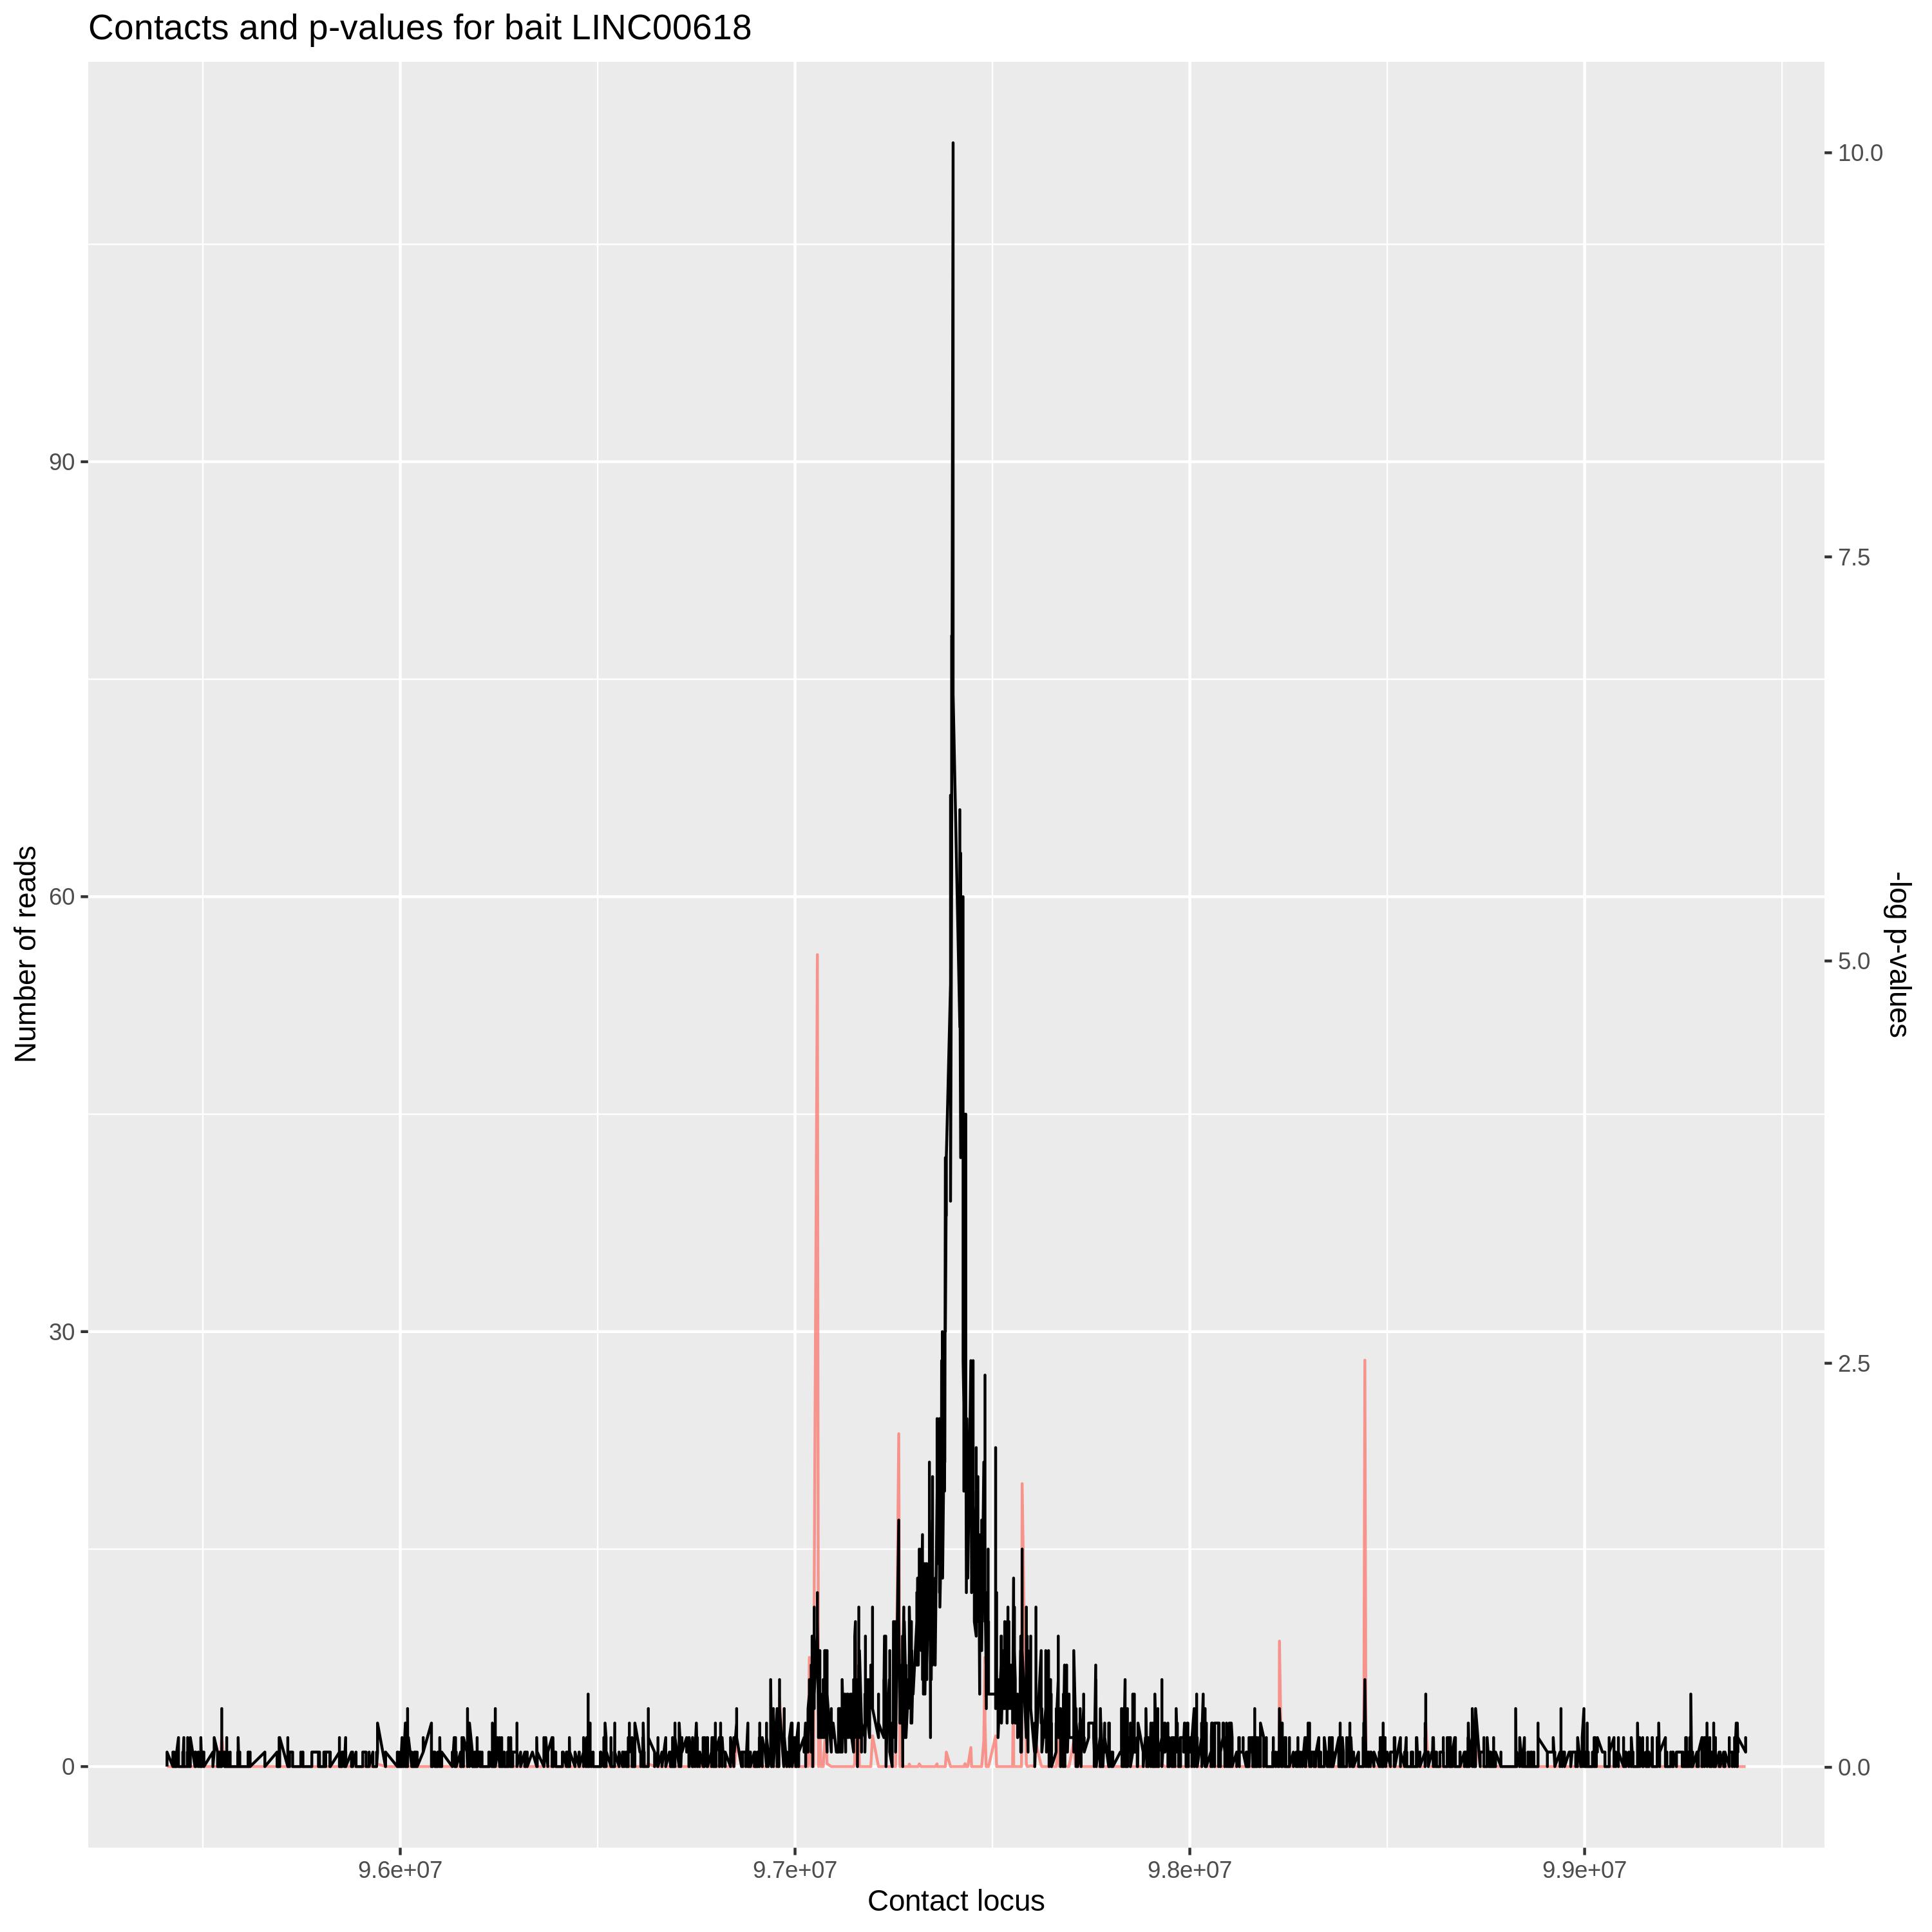 Contacts and p-values for bait LINC00618
Number of reads
90
60
30
0
10.0
7.5
5.0
2.5
0.0
-log p-values
9.6e+07 9.7e+07 9.8e+07 9.9e+07
Contact locus